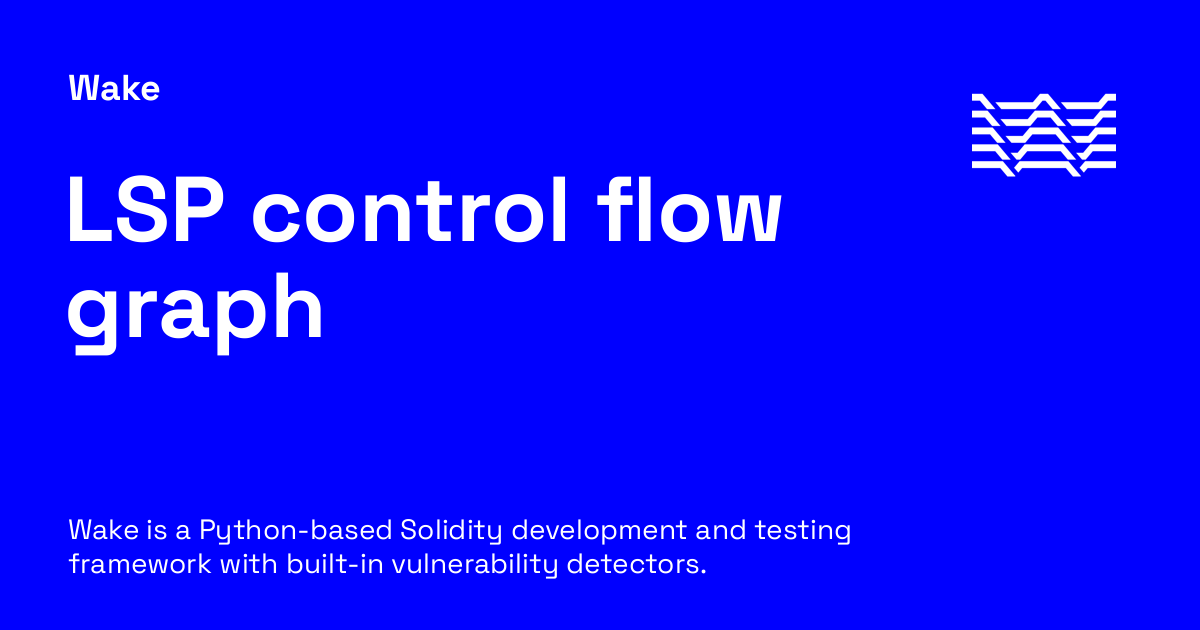 Wake
LSP control flow
graph
Wake is a Python-based Solidity development and testing
framework with built-in vulnerability detectors.